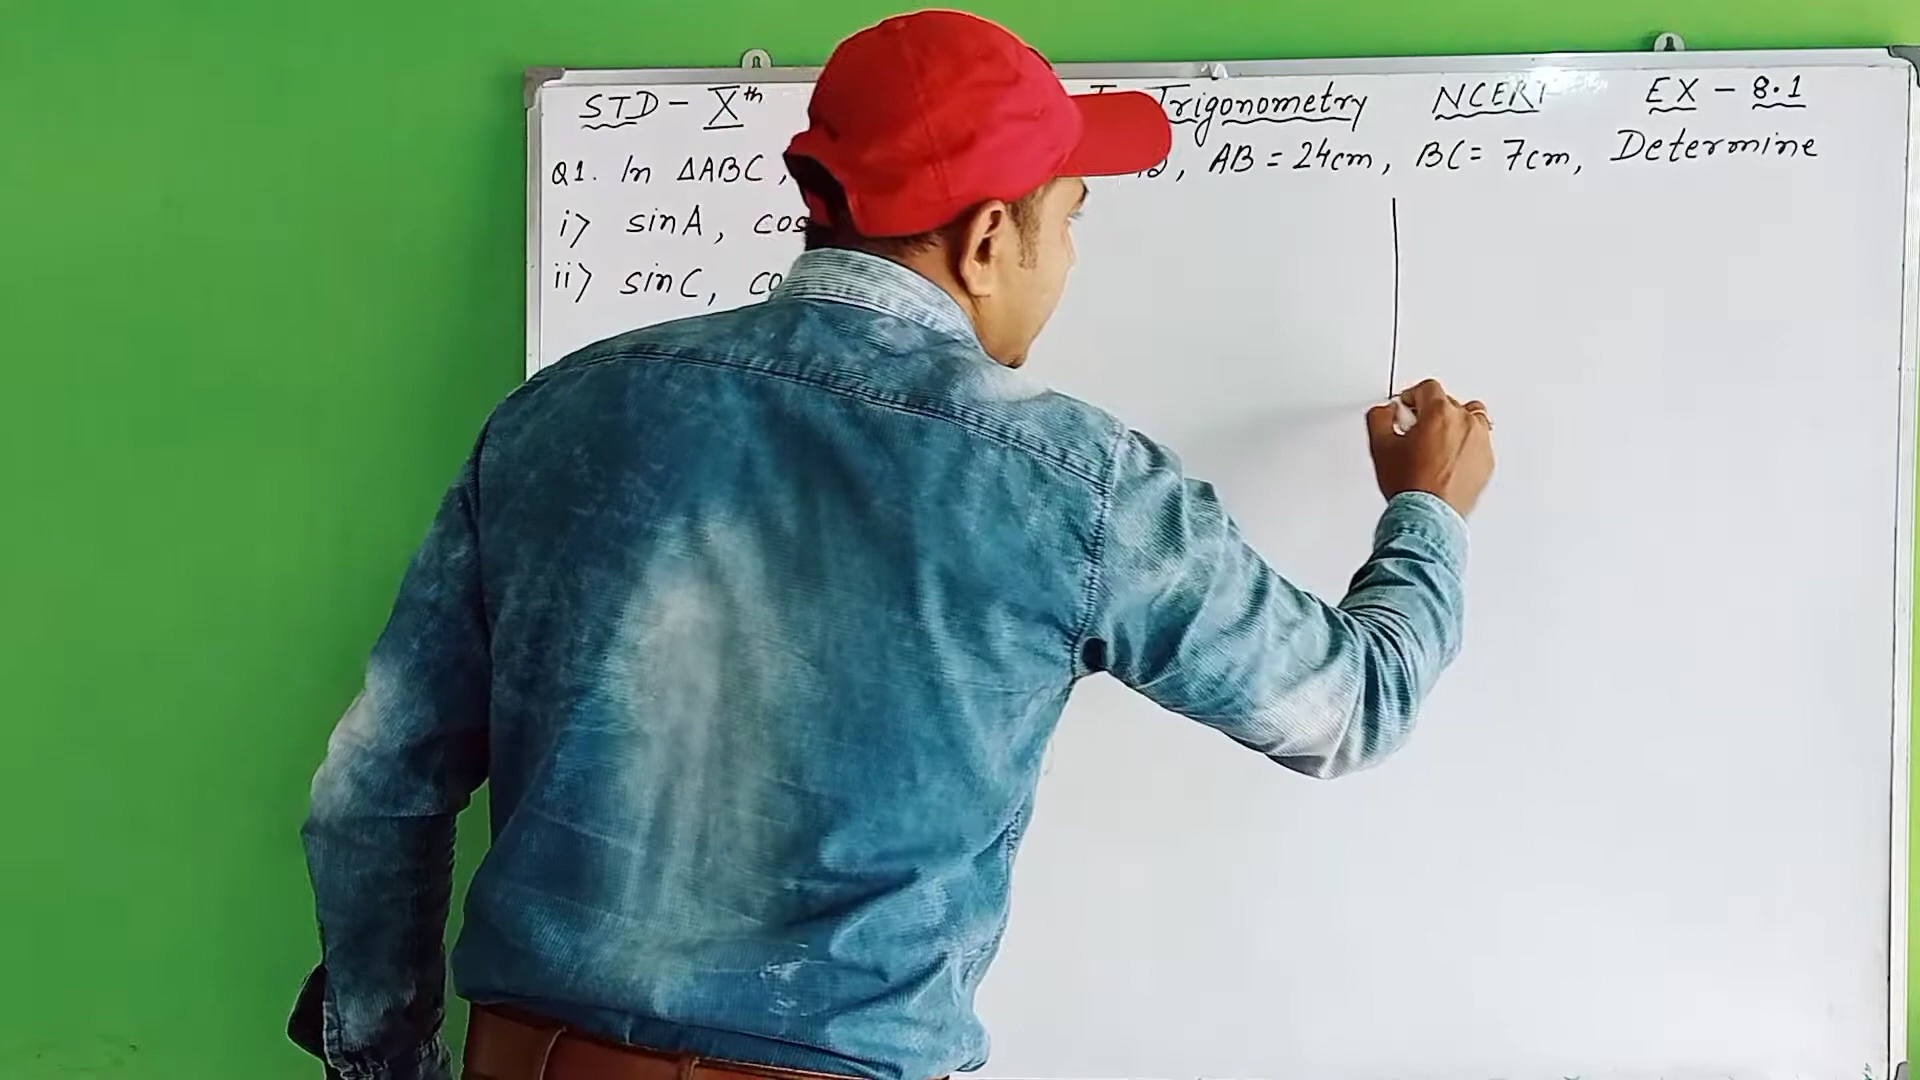 STD - Xth Trigonometry NCERT EX - 8.1
Q1. In ΔABC, AB = 24cm, BC = 7cm, Determine
i) sinA, cos
ii) sinC, co